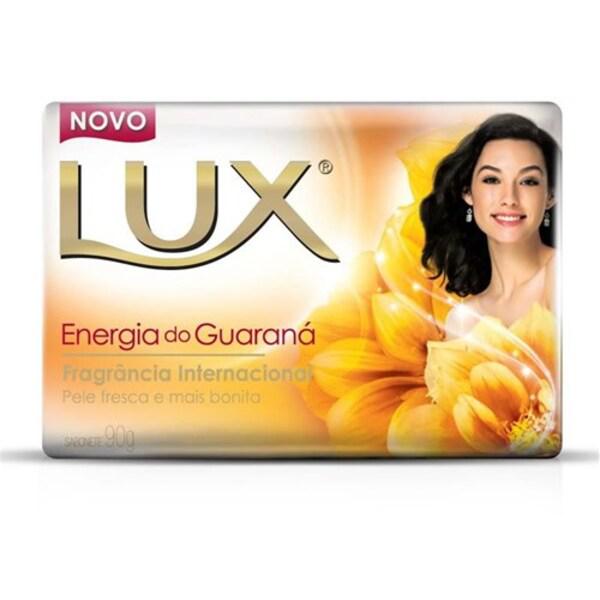 NOVO
LUX®
Energia do Guaraná
Fragrância Internacional
Pele fresca e mais bonita
SABONETE 90g